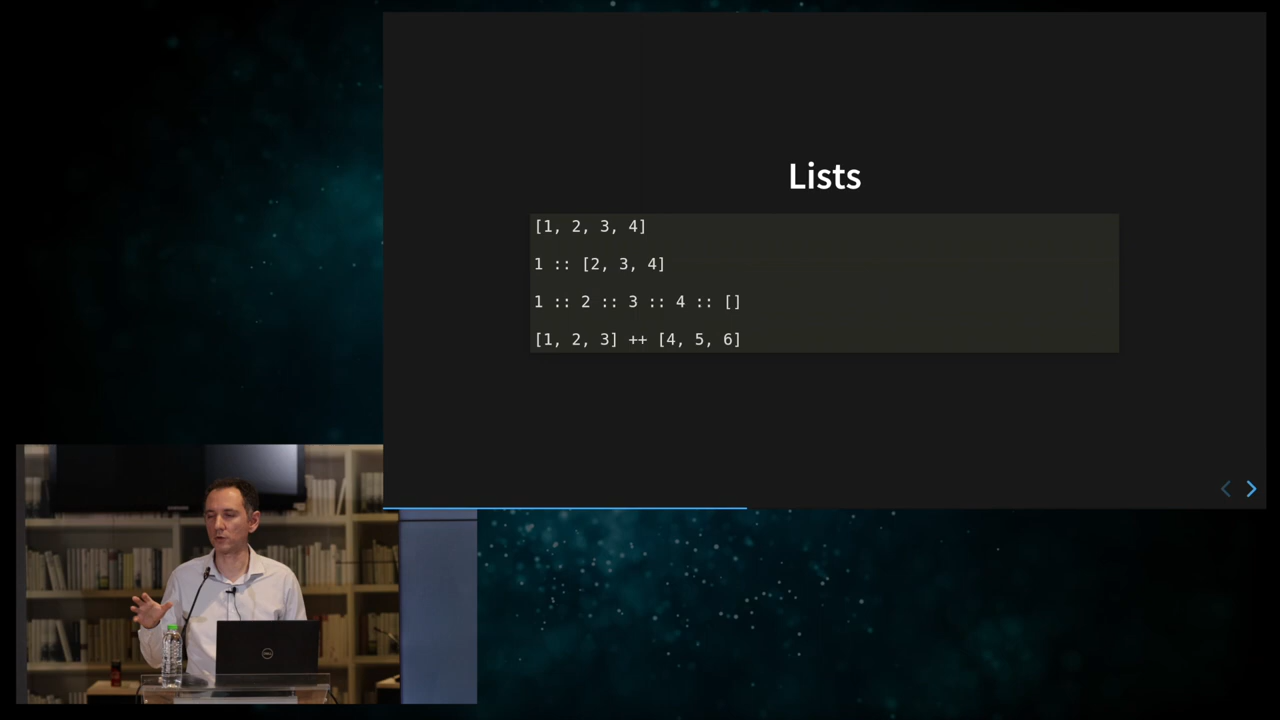 Lists
[1, 2, 3, 4]
1 :: [2, 3, 4]
1 :: 2 :: 3 :: 4 :: []
[1, 2, 3] ++ [4, 5, 6]
DELL